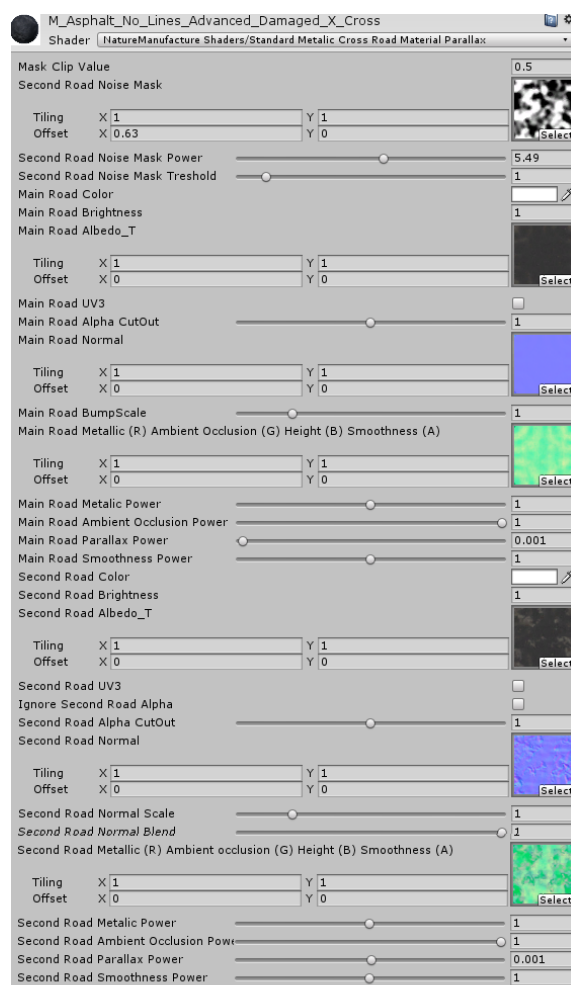 M_Asphalt_No_Lines_Advanced_Damaged_X_Cross
Shader NatureManufacture Shaders/Standard Metalic Cross Road Material Parallax
Mask Clip Value 0.5
Second Road Noise Mask
Tiling X 1 Y 1
Offset X 0.63 Y 0
Select
Second Road Noise Mask Power 5.49
Second Road Noise Mask Treshold 1
Main Road Color
Main Road Brightness 1
Main Road Albedo_T
Tiling X 1 Y 1
Offset X 0 Y 0
Select
Main Road UV3
Main Road Alpha CutOut 1
Main Road Normal
Tiling X 1 Y 1
Offset X 0 Y 0
Select
Main Road BumpScale 1
Main Road Metallic (R) Ambient Occlusion (G) Height (B) Smoothness (A)
Tiling X 1 Y 1
Offset X 0 Y 0
Select
Main Road Metalic Power 1
Main Road Ambient Occlusion Power 1
Main Road Parallax Power 0.001
Main Road Smoothness Power 1
Second Road Color
Second Road Brightness 1
Second Road Albedo_T
Tiling X 1 Y 1
Offset X 0 Y 0
Select
Second Road UV3
Ignore Second Road Alpha
Second Road Alpha CutOut 1
Second Road Normal
Tiling X 1 Y 1
Offset X 0 Y 0
Select
Second Road Normal Scale 1
Second Road Normal Blend 1
Second Road Metallic (R) Ambient occlusion (G) Height (B) Smoothness (A)
Tiling X 1 Y 1
Offset X 0 Y 0
Select
Second Road Metalic Power 1
Second Road Ambient Occlusion Powe 1
Second Road Parallax Power 0.001
Second Road Smoothness Power 1